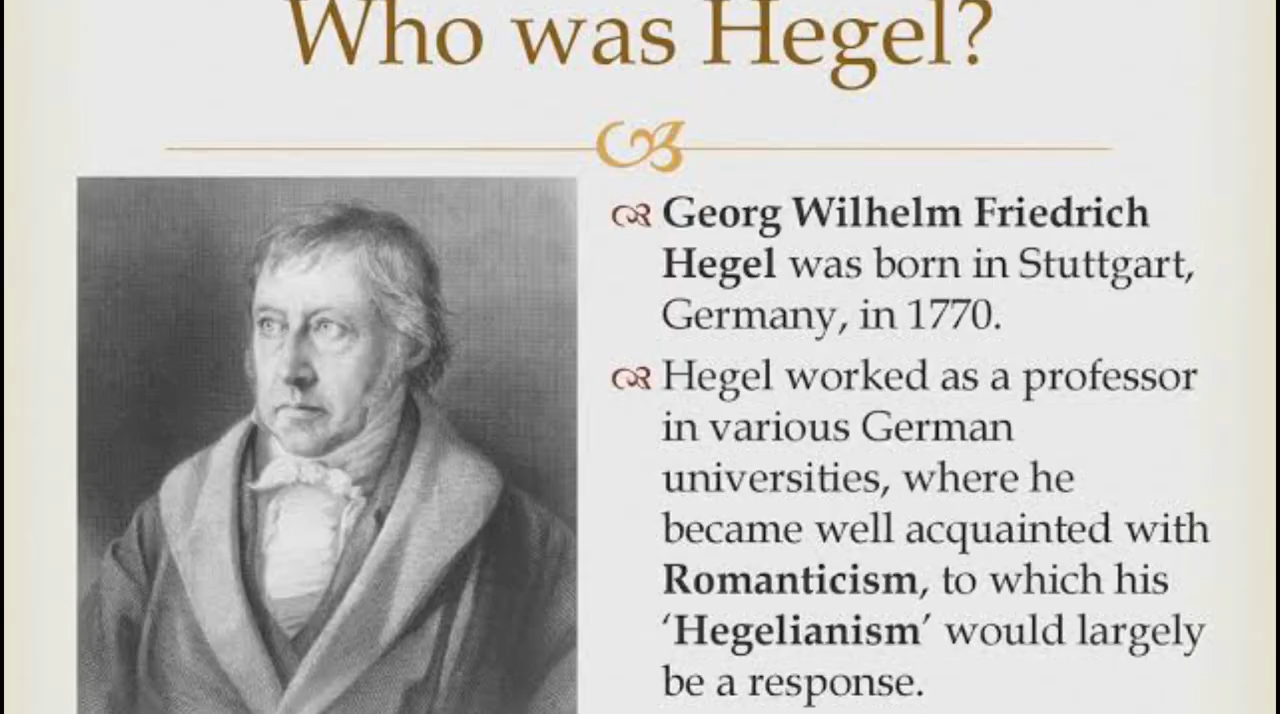 Who was Hegel?
Georg Wilhelm Friedrich
Hegel was born in Stuttgart,
Germany, in 1770.
Hegel worked as a professor
in various German
universities, where he
became well acquainted with
Romanticism, to which his
‘Hegelianism’ would largely
be a response.